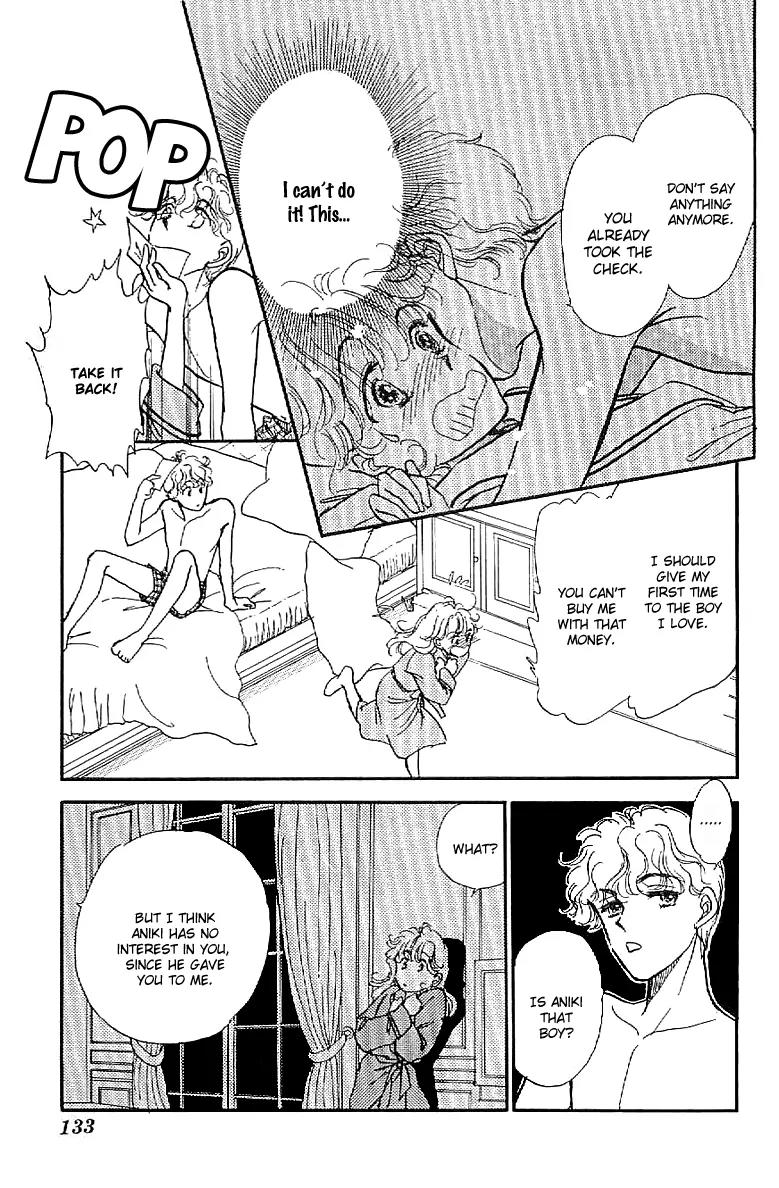 DON'T SAY
ANYTHING
ANYMORE.
YOU
ALREADY
TOOK THE
CHECK.
I can't do
it! This...
POP
TAKE IT
BACK!
I SHOULD
GIVE MY
FIRST TIME
TO THE BOY
I LOVE.
YOU CAN'T
BUY ME
WITH THAT
MONEY.
.....
IS ANIKI
THAT
BOY?
WHAT?
BUT I THINK
ANIKI HAS NO
INTEREST IN YOU,
SINCE HE GAVE
YOU TO ME.
133